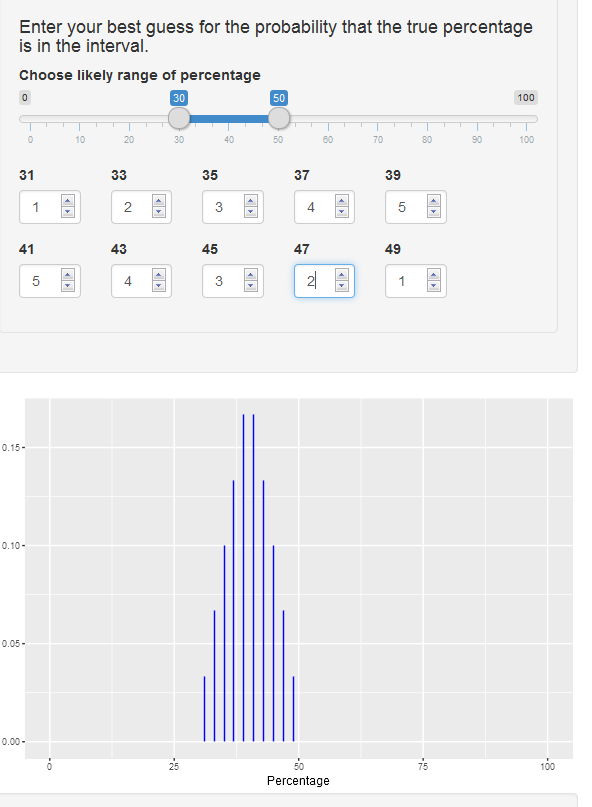 Enter your best guess for the probability that the true percentage
is in the interval.
Choose likely range of percentage
0 30 50 100
0 10 20 30 40 50 60 70 80 90 100
31 33 35 37 39
1 2 3 4 5
41 43 45 47 49
5 4 3 2 1
0.15
0.10
0.05
0.00
0 25 50 75 100
Percentage